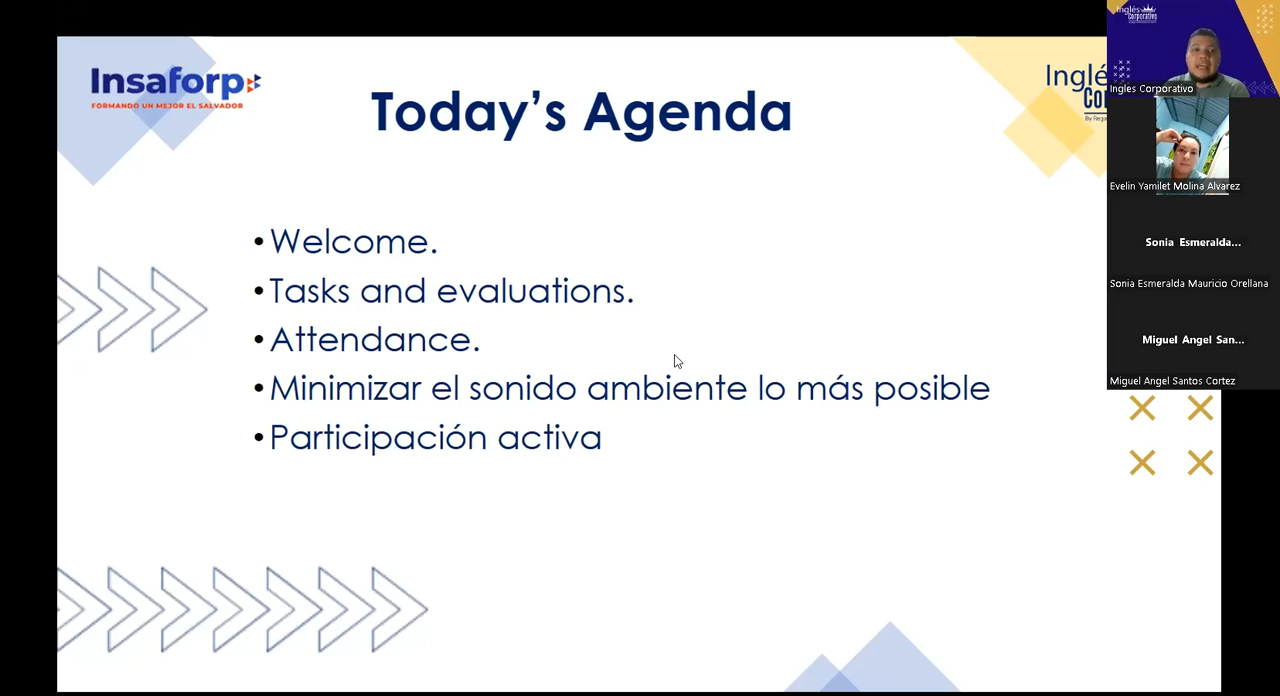 Insaforp
FORMANDO UN MEJOR EL SALVADOR
Today's Agenda
Inglé
Co
•Welcome.
•Tasks and evaluations.
•Attendance.
•Minimizar el sonido ambiente lo más posible
•Participación activa
Inglés
corporativo
Ingles Corporativo
Evelin Yamilet Molina Alvarez
Sonia Esmeralda...
Sonia Esmeralda Mauricio Orellana
Miguel Angel San...
Miguel Angel Santos Cortez